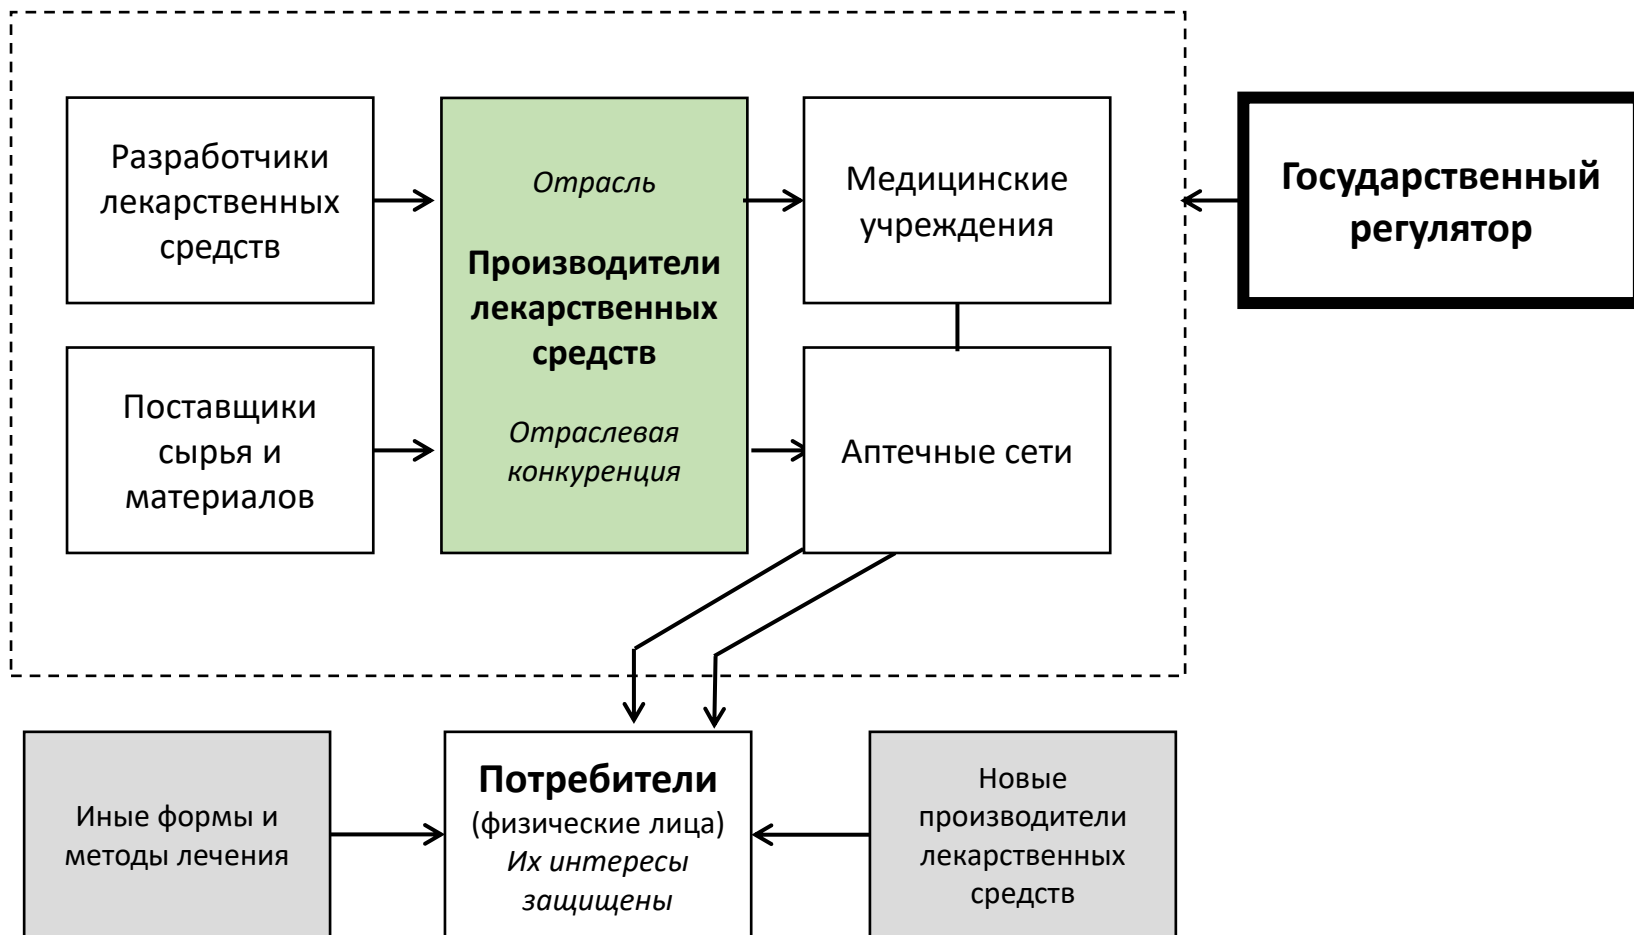 Разработчики
лекарственных
средств
Отрасль
Производители
лекарственных
средств
Отраслевая
конкуренция
Медицинские
учреждения
Государственный
регулятор
Поставщики
сырья и
материалов
Аптечные сети
Иные формы и
методы лечения
Потребители
(физические лица)
Их интересы
защищены
Новые
производители
лекарственных
средств